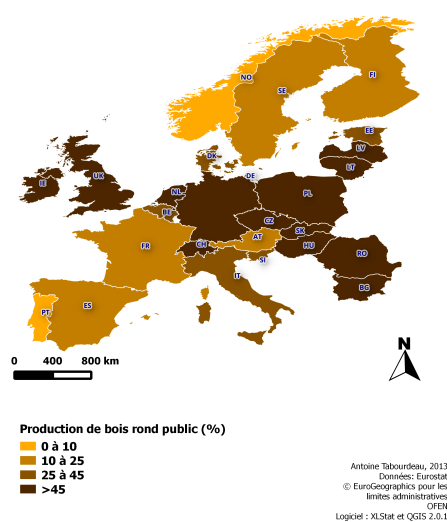 NO
SE
FI
EE
LV
LT
DK
IE
UK
NL
DE
PL
BE
CZ
SK
FR
CH
AT
HU
RO
SI
IT
BG
PT
ES
N
0 400 800 km
Production de bois rond public (%)
0 à 10
10 à 25
25 à 45
>45
Antoine Tabourdeau, 2013
Données: Eurostat
© EuroGeographics pour les
limites administratives
OFEN
Logiciel : XLStat et QGIS 2.0.1